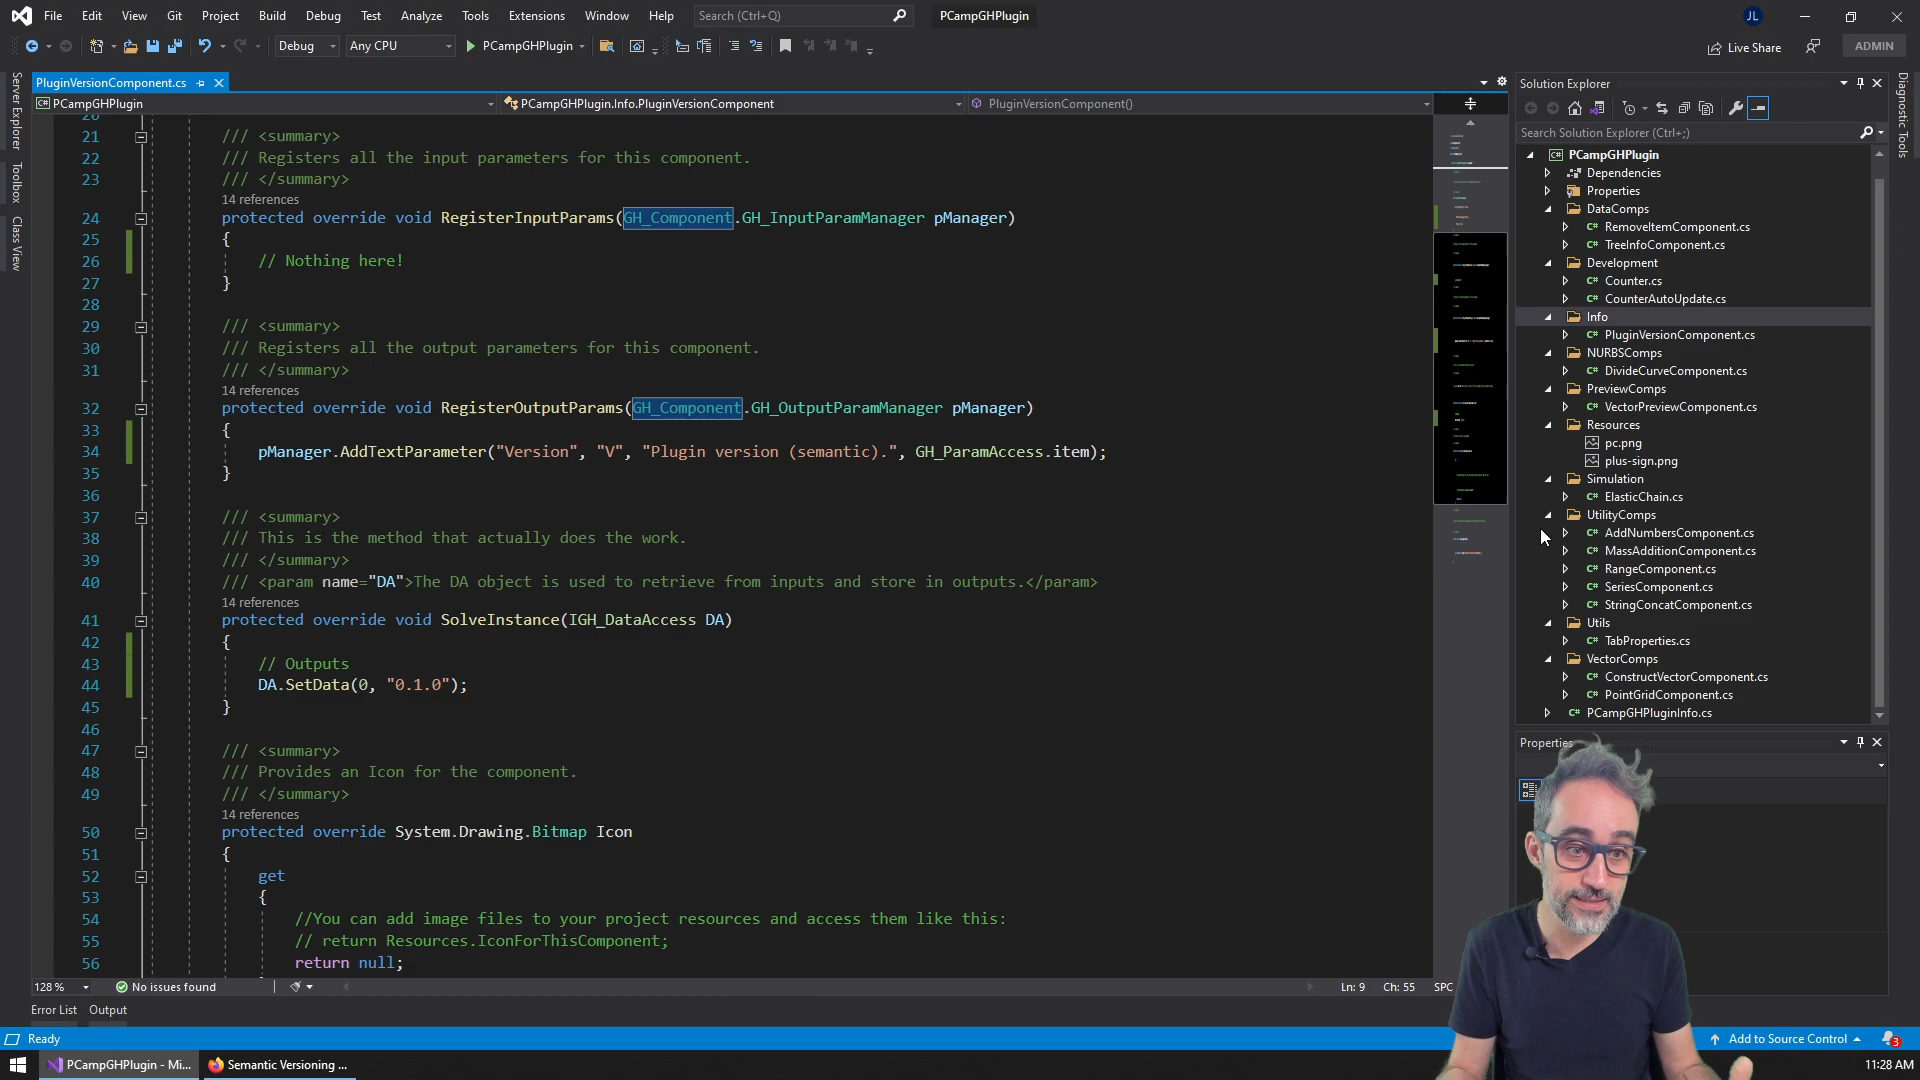 File Edit View Git Project Build Debug Test Analyze Tools Extensions Window Help Search (Ctrl+Q) PCampGHPlugin JL
Debug Any CPU PCampGHPlugin Live Share ADMIN
Server Explorer
Toolbox
Class View
PluginVersionComponent.cs
PCampGHPlugin PCampGHPlugin.Info.PluginVersionComponent PluginVersionComponent()
20
21 /// <summary>
22 /// Registers all the input parameters for this component.
23 /// </summary>
14 references
24 protected override void RegisterInputParams(GH_Component.GH_InputParamManager pManager)
25 {
26 // Nothing here!
27 }
28
29 /// <summary>
30 /// Registers all the output parameters for this component.
31 /// </summary>
14 references
32 protected override void RegisterOutputParams(GH_Component.GH_OutputParamManager pManager)
33 {
34 pManager.AddTextParameter("Version", "V", "Plugin version (semantic).", GH_ParamAccess.item);
35 }
36
37 /// <summary>
38 /// This is the method that actually does the work.
39 /// </summary>
40 /// <param name="DA">The DA object is used to retrieve from inputs and store in outputs.</param>
14 references
41 protected override void SolveInstance(IGH_DataAccess DA)
42 {
43 // Outputs
44 DA.SetData(0, "0.1.0");
45 }
46
47 /// <summary>
48 /// Provides an Icon for the component.
49 /// </summary>
14 references
50 protected override System.Drawing.Bitmap Icon
51 {
52 get
53 {
54 //You can add image files to your project resources and access them like this:
55 // return Resources.IconForThisComponent;
56 return null;
128 % No issues found Ln: 9 Ch: 55 SPC
Error List Output
Solution Explorer
Search Solution Explorer (Ctrl+;)
PCampGHPlugin
Dependencies
Properties
DataComps
C# RemoveItemComponent.cs
C# TreeInfoComponent.cs
Development
C# Counter.cs
C# CounterAutoUpdate.cs
Info
C# PluginVersionComponent.cs
NURBSComps
C# DivideCurveComponent.cs
PreviewComps
C# VectorPreviewComponent.cs
Resources
pc.png
plus-sign.png
Simulation
C# ElasticChain.cs
UtilityComps
C# AddNumbersComponent.cs
C# MassAdditionComponent.cs
C# RangeComponent.cs
C# SeriesComponent.cs
C# StringConcatComponent.cs
Utils
C# TabProperties.cs
VectorComps
C# ConstructVectorComponent.cs
C# PointGridComponent.cs
C# PCampGHPluginInfo.cs
Properties
Diagnostic Tools
Ready Add to Source Control 3
PCampGHPlugin - Mi... Semantic Versioning ... 11:28 AM